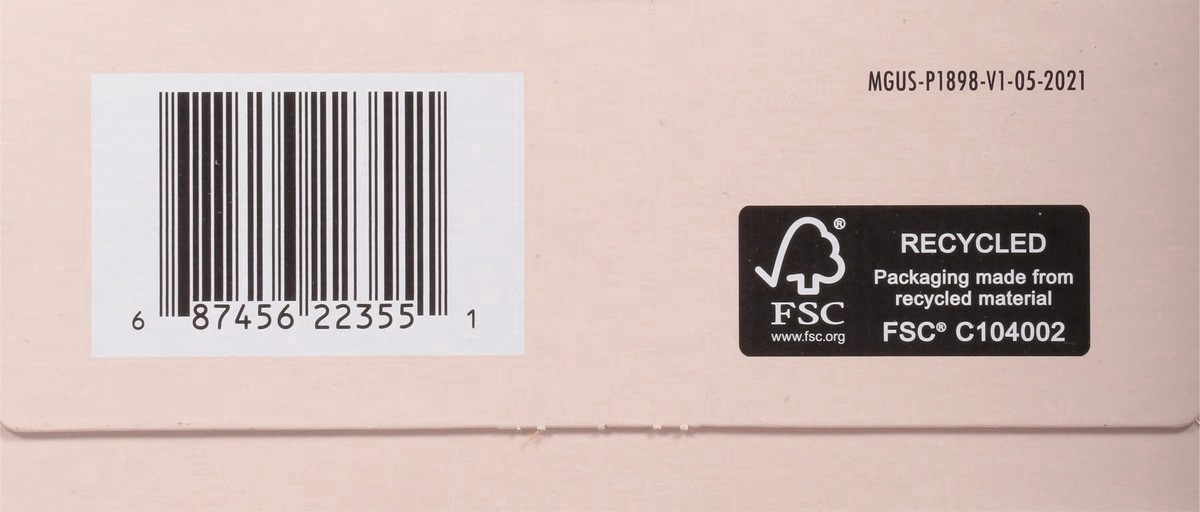 MGUS-P1898-V1-05-2021
6 87456 22355 1
®
FSC
www.fsc.org
RECYCLED
Packaging made from
recycled material
FSC® C104002